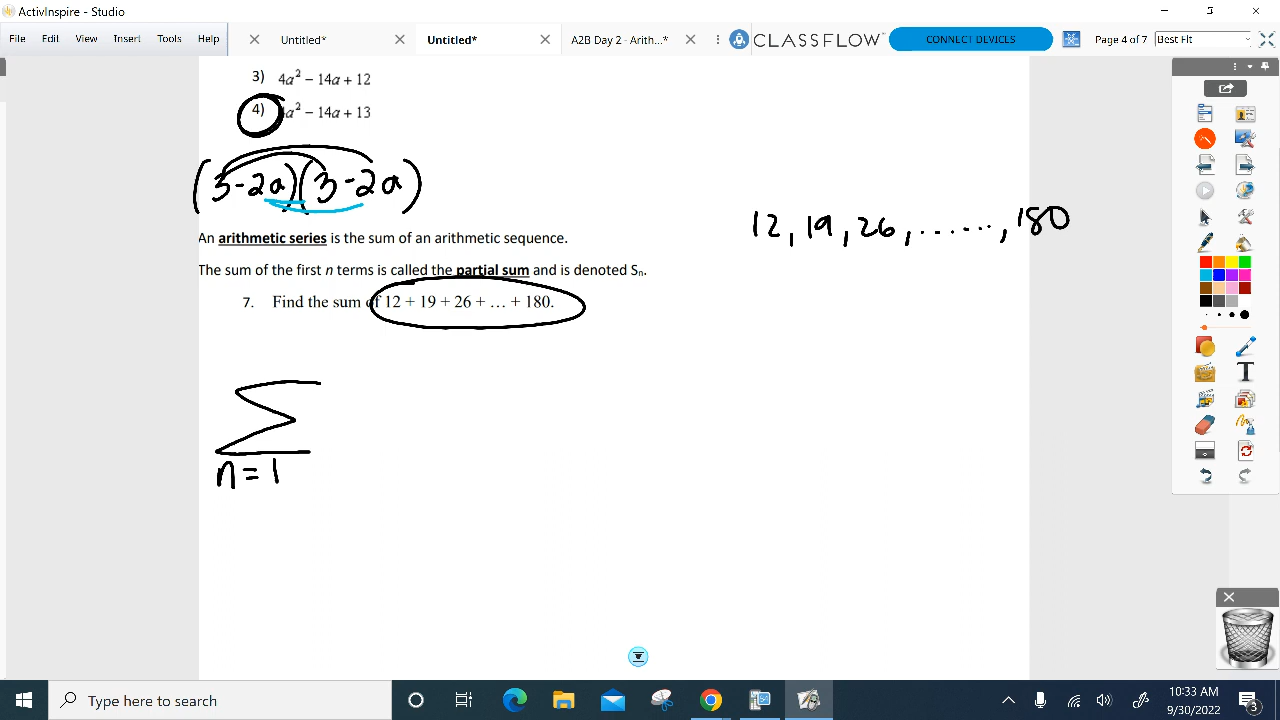 ActivInspire - Studio
File Edit View Insert Tools Help
Untitled* Untitled* A2B Day 2 - Arith...* CLASSFLOW CONNECT DEVICES Page 4 of 7 Best Fit
3) 4a² − 14a + 12
4) a² − 14a + 13
(3-2a)(3-2a)
12, 19, 26, ......, 180
An arithmetic series is the sum of an arithmetic sequence.
The sum of the first n terms is called the partial sum and is denoted Sₙ.
7. Find the sum of 12 + 19 + 26 + … + 180.
Σ
n=1
Type here to search
10:33 AM
9/30/2022
3